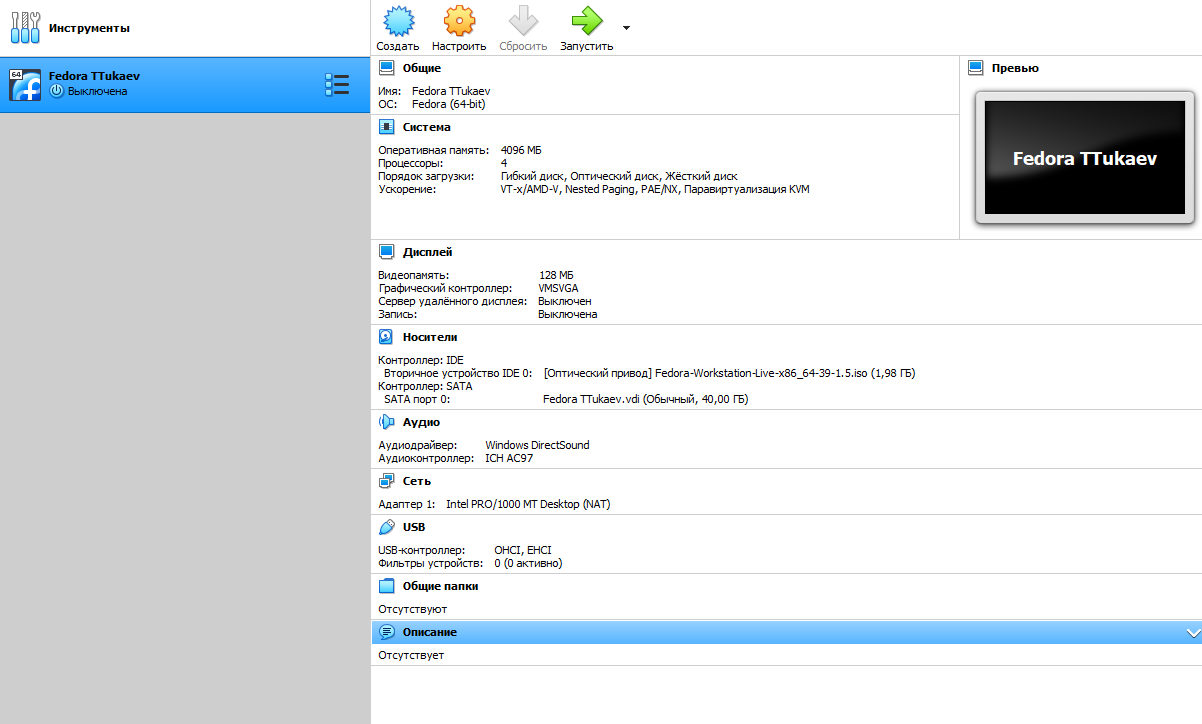 Инструменты
64
Fedora TTukaev
Выключена
Создать Настроить Сбросить Запустить
Общие
Имя: Fedora TTukaev
ОС: Fedora (64-bit)
Система
Оперативная память: 4096 МБ
Процессоры: 4
Порядок загрузки: Гибкий диск, Оптический диск, Жёсткий диск
Ускорение: VT-x/AMD-V, Nested Paging, PAE/NX, Паравиртуализация KVM
Превью
Fedora TTukaev
Дисплей
Видеопамять: 128 МБ
Графический контроллер: VMSVGA
Сервер удалённого дисплея: Выключен
Запись: Выключена
Носители
Контроллер: IDE
Вторичное устройство IDE 0: [Оптический привод] Fedora-Workstation-Live-x86_64-39-1.5.iso (1,98 ГБ)
Контроллер: SATA
SATA порт 0: Fedora TTukaev.vdi (Обычный, 40,00 ГБ)
Аудио
Аудиодрайвер: Windows DirectSound
Аудиоконтроллер: ICH AC97
Сеть
Адаптер 1: Intel PRO/1000 MT Desktop (NAT)
USB
USB-контроллер: OHCI, EHCI
Фильтры устройств: 0 (0 активно)
Общие папки
Отсутствуют
Описание
Отсутствует